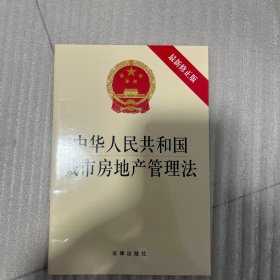 最新修正版
中华人民共和国
城市房地产管理法
法律出版社